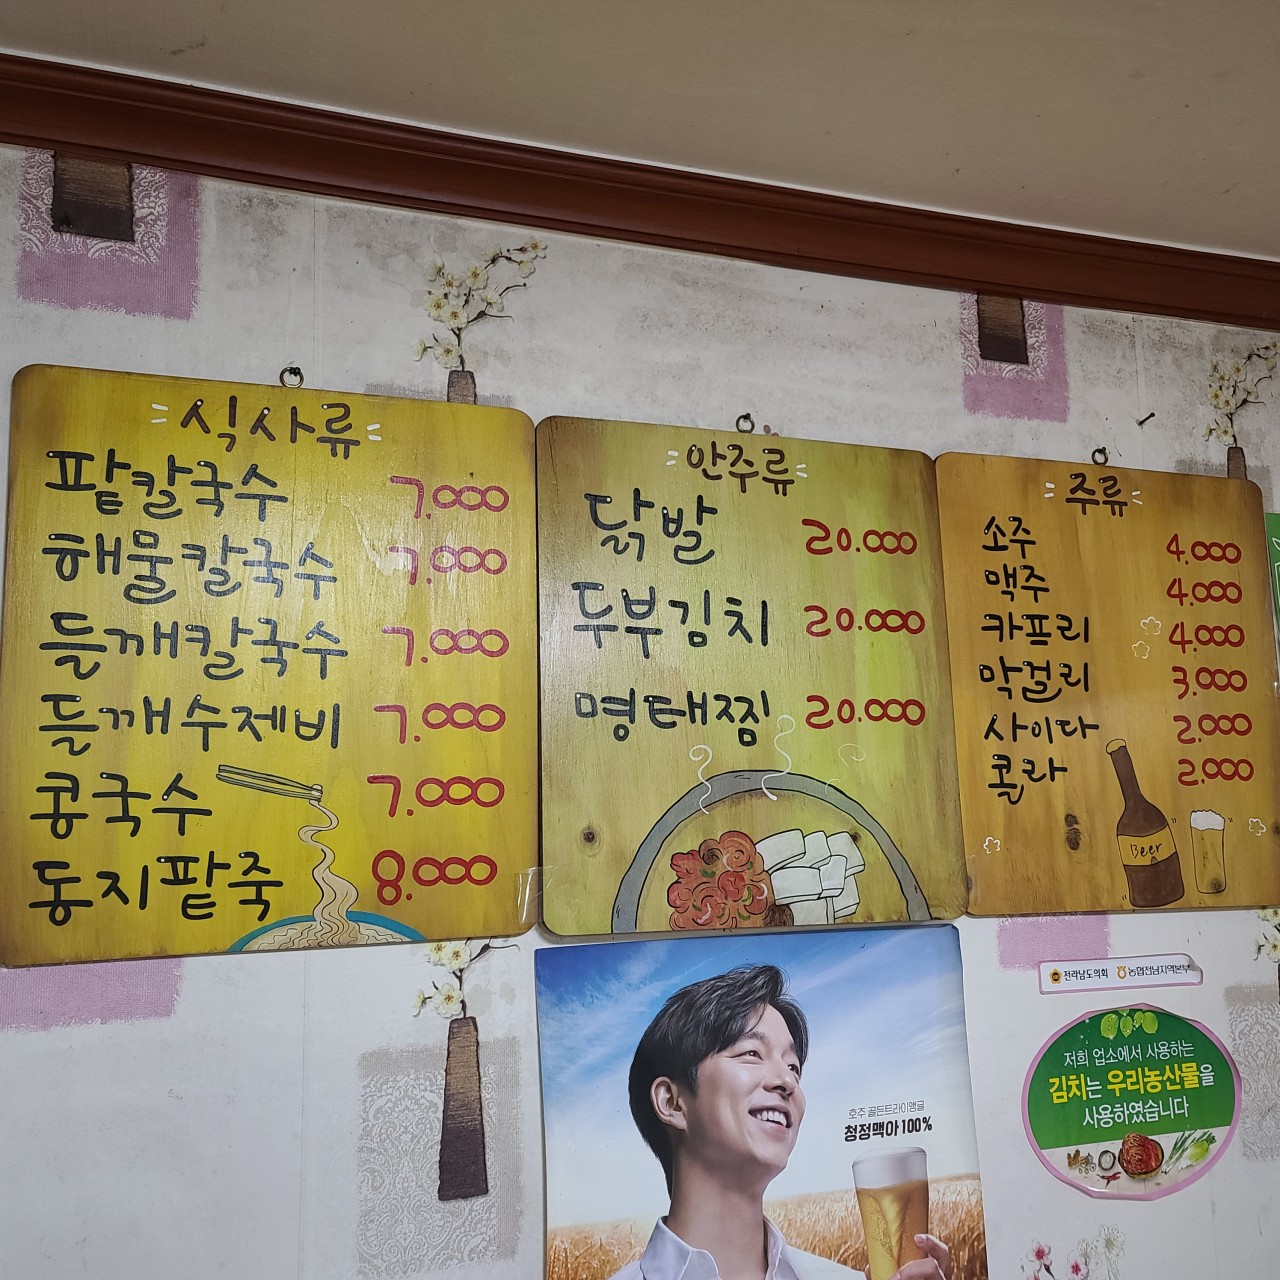 식사류
팥칼국수 7.000
해물칼국수 7.000
들깨칼국수 7.000
들깨수제비 7.000
콩국수 7.000
동지팥죽 8.000
안주류
닭발 20.000
두부김치 20.000
명태찜 20.000
주류
소주 4.000
맥주 4.000
카프리 4.000
막걸리 3.000
사이다 2.000
콜라 2.000
Beer
호주 골든트라이앵글
청정맥아 100%
전라남도의회 농협전남지역본부
저희 업소에서 사용하는
김치는 우리농산물을
사용하였습니다